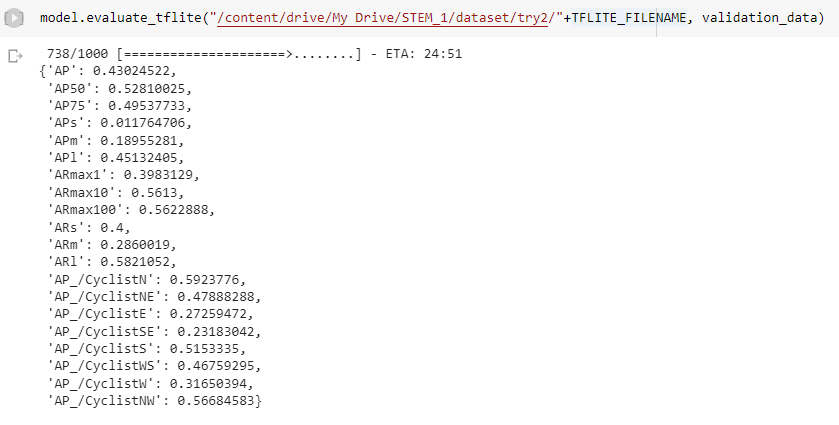 model.evaluate_tflite("/content/drive/My Drive/STEM_1/dataset/try2/"+TFLITE_FILENAME, validation_data)
738/1000 [=====================>........] - ETA: 24:51
{'AP': 0.43024522,
'AP50': 0.52810025,
'AP75': 0.49537733,
'APs': 0.011764706,
'APm': 0.18955281,
'APl': 0.45132405,
'ARmax1': 0.3983129,
'ARmax10': 0.5613,
'ARmax100': 0.5622888,
'ARs': 0.4,
'ARm': 0.2860019,
'ARl': 0.5821052,
'AP_/CyclistN': 0.5923776,
'AP_/CyclistNE': 0.47888288,
'AP_/CyclistE': 0.27259472,
'AP_/CyclistSE': 0.23183042,
'AP_/CyclistS': 0.5153335,
'AP_/CyclistWS': 0.46759295,
'AP_/CyclistW': 0.31650394,
'AP_/CyclistNW': 0.56684583}